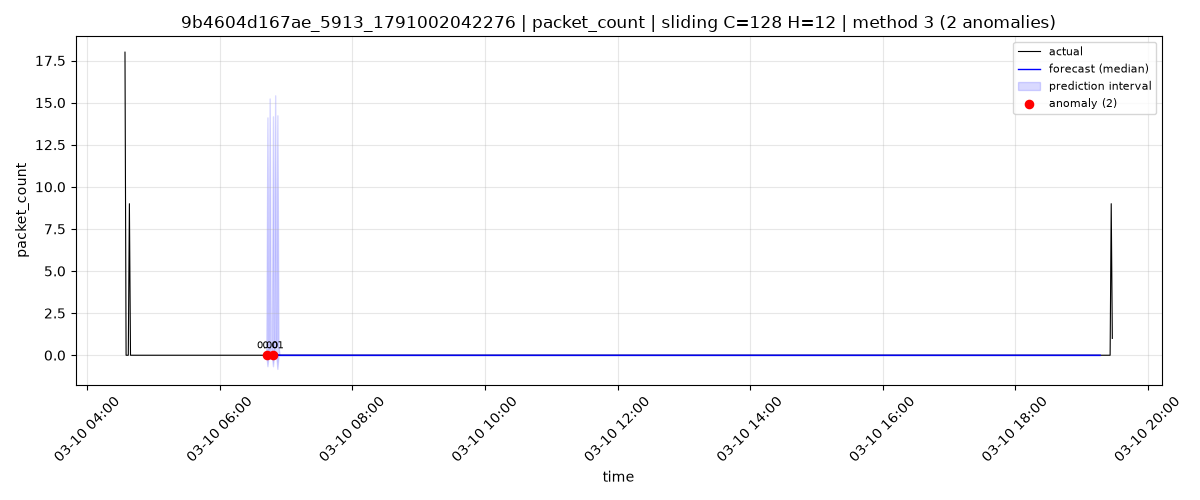 9b4604d167ae_5913_1791002042276 | packet_count | sliding C=128 H=12 | method 3 (2 anomalies)
actual
forecast (median)
prediction interval
anomaly (2)
packet_count
17.5
15.0
12.5
10.0
7.5
5.0
2.5
0.0
03-10 04:00
03-10 06:00
03-10 08:00
03-10 10:00
03-10 12:00
03-10 14:00
03-10 16:00
03-10 18:00
03-10 20:00
time